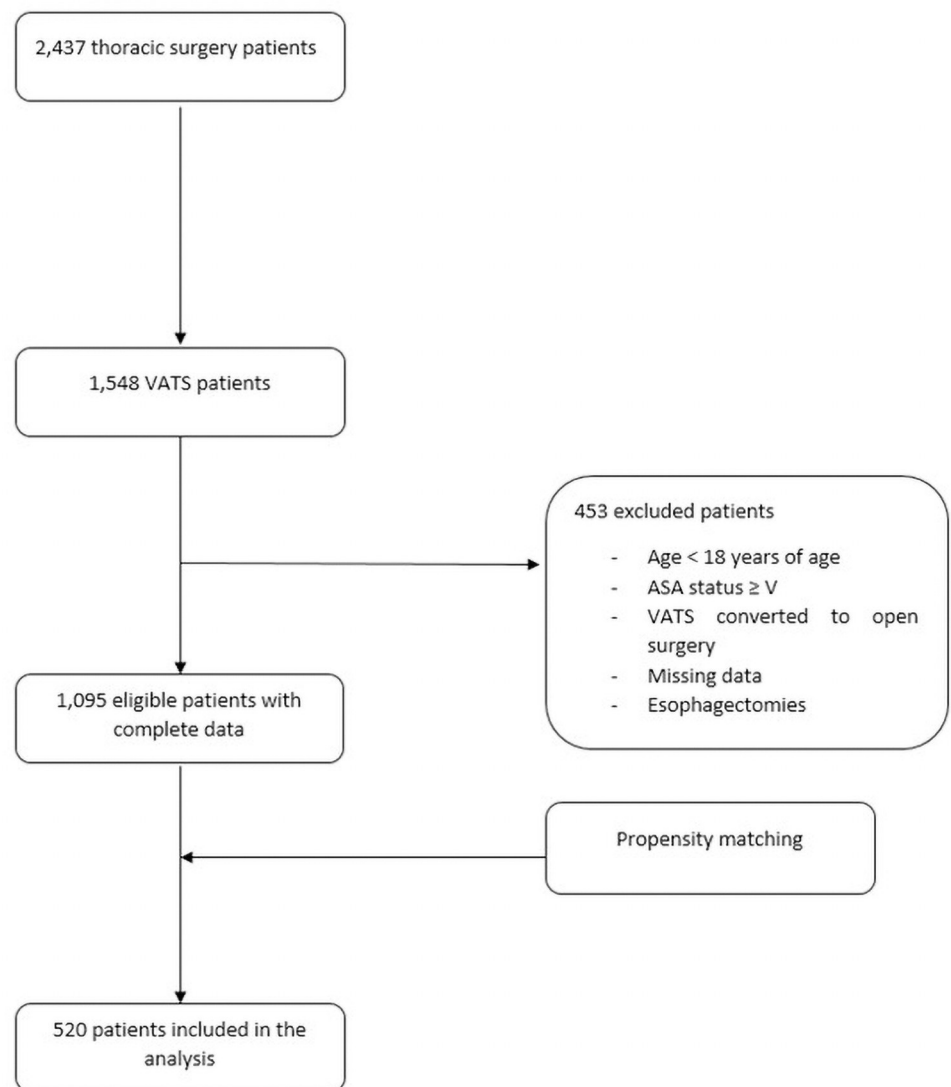 2,437 thoracic surgery patients
1,548 VATS patients
453 excluded patients
- Age < 18 years of age
- ASA status ≥ V
- VATS converted to open
surgery
- Missing data
- Esophagectomies
1,095 eligible patients with
complete data
Propensity matching
520 patients included in the
analysis